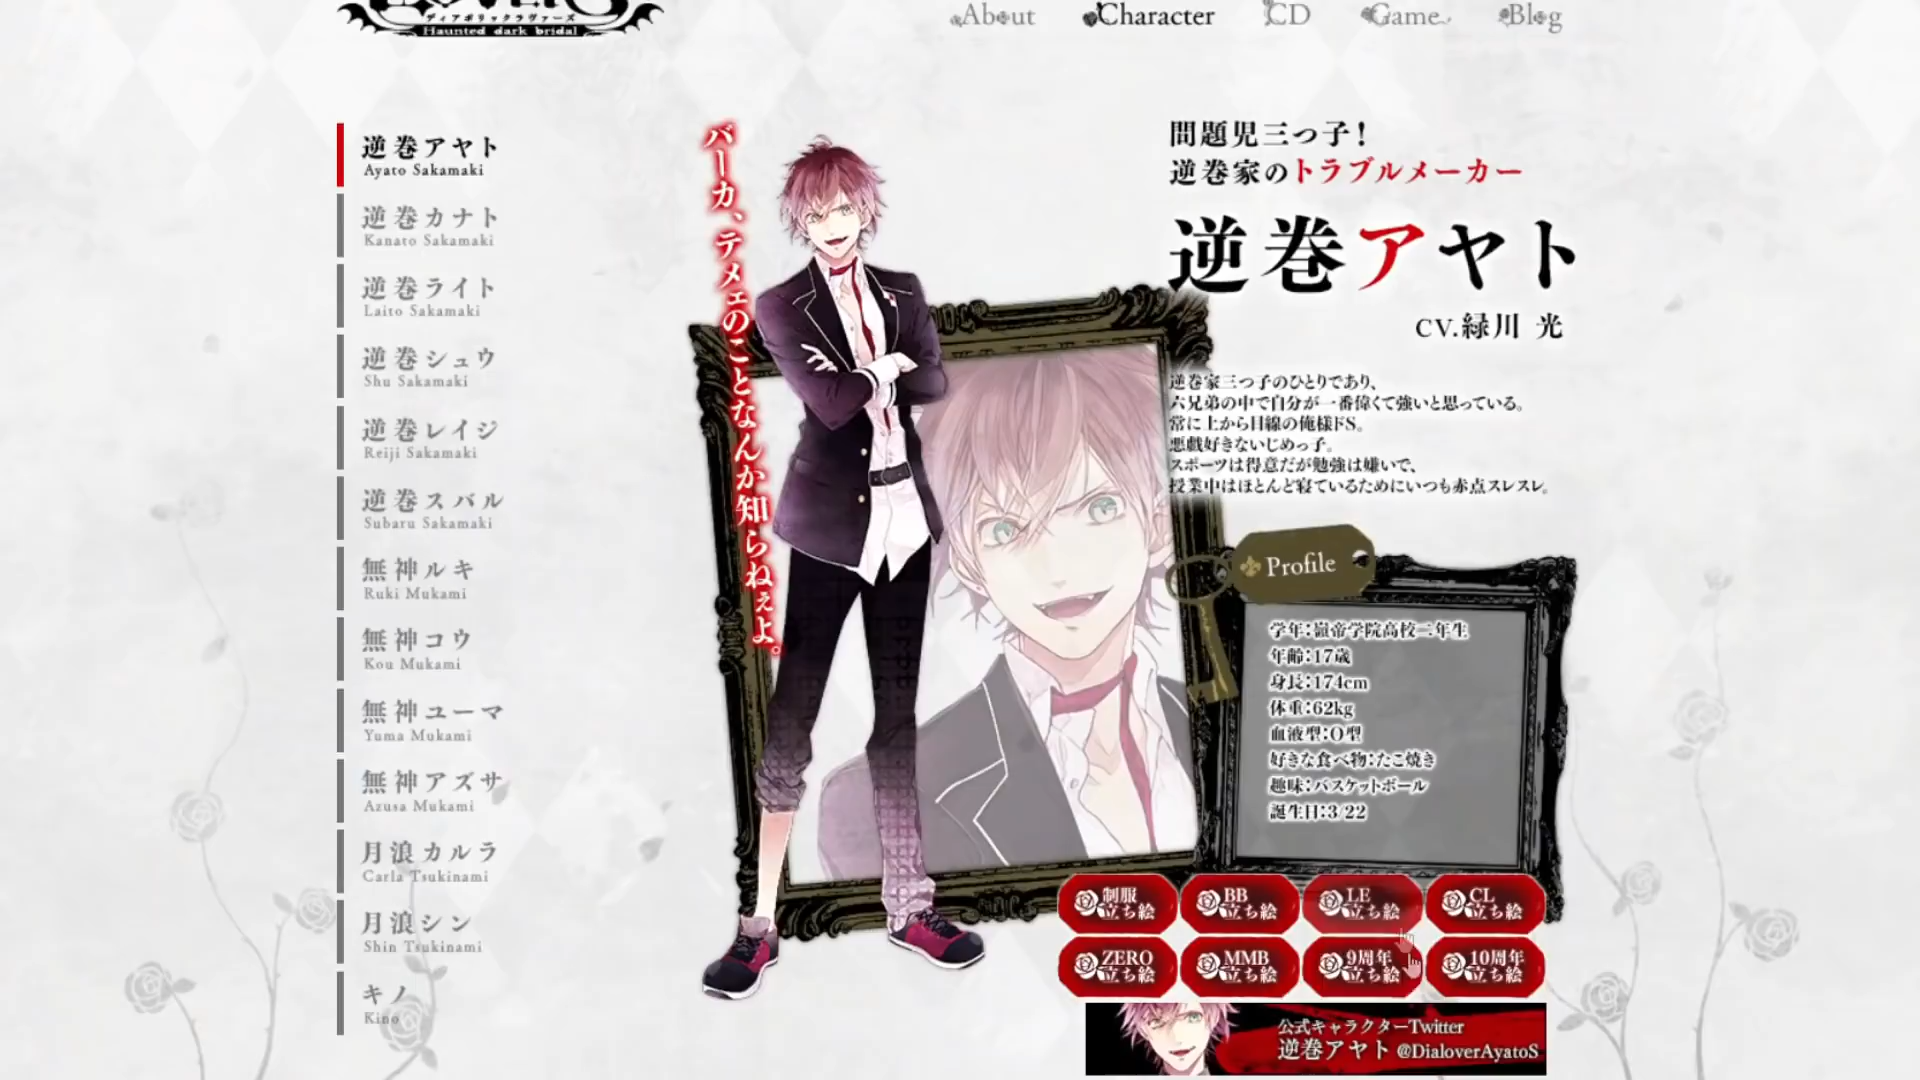 ディアボリックラヴァーズ
Haunted dark bridal
About
Character
CD
Game
Blog
逆巻アヤト
Ayato Sakamaki
逆巻カナト
Kanato Sakamaki
逆巻ライト
Laito Sakamaki
逆巻シュウ
Shu Sakamaki
逆巻レイジ
Reiji Sakamaki
逆巻スバル
Subaru Sakamaki
無神ルキ
Ruki Mukami
無神コウ
Kou Mukami
無神ユーマ
Yuma Mukami
無神アズサ
Azusa Mukami
月浪カルラ
Carla Tsukinami
月浪シン
Shin Tsukinami
キノ
Kino
バーカ、テメェのことなんか知らねぇよ。
問題児三つ子！
逆巻家のトラブルメーカー
逆巻アヤト
CV.緑川 光
逆巻家三つ子のひとりであり、
六兄弟の中で自分が一番偉くて強いと思っている。
常に上から目線の俺様ドS。
悪戯好きないじめっ子。
スポーツは得意だが勉強は嫌いで、
授業中はほとんど寝ているためにいつも赤点スレスレ。
Profile
学年：嶺帝学院高校二年生
年齢：17歳
身長：174cm
体重：62kg
血液型：O型
好きな食べ物：たこ焼き
趣味：バスケットボール
誕生日：3/22
制服
立ち絵
BB
立ち絵
LE
立ち絵
CL
立ち絵
ZERO
立ち絵
MMB
立ち絵
9周年
立ち絵
10周年
立ち絵
公式キャラクターTwitter
逆巻アヤト @DialoverAyatoS